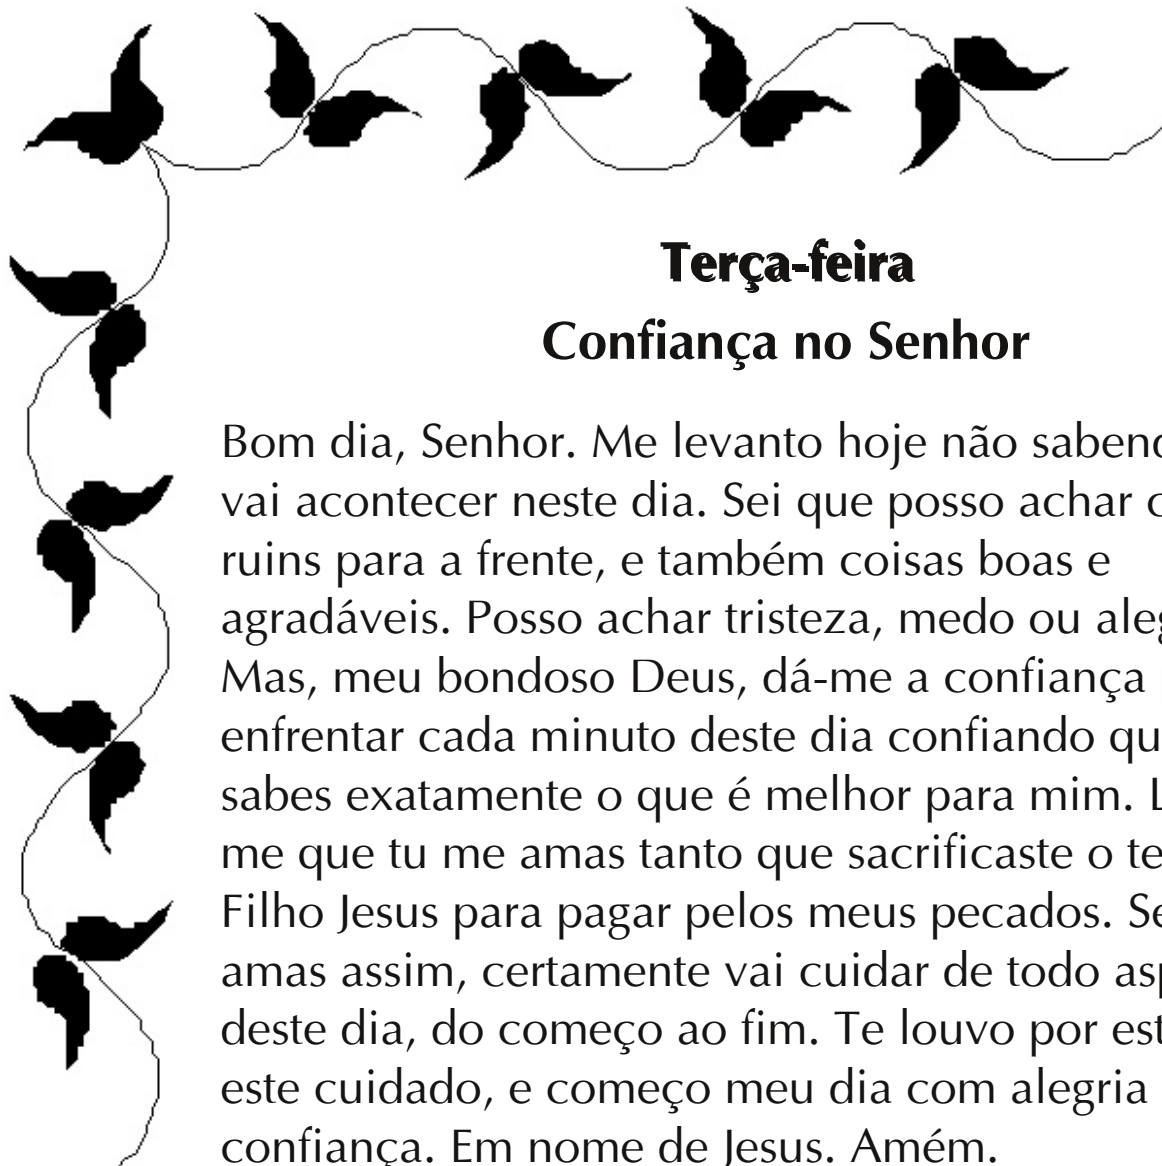 Terça-feira
Confiança no Senhor
Bom dia, Senhor. Me levanto hoje não
vai acontecer neste dia. Sei que posso achar
ruins para a frente, e também coisas boas e
agradáveis. Posso achar tristeza, medo ou
Mas, meu bondoso Deus, dá-me a confiança
enfrentar cada minuto deste dia confiando
sabes exatamente o que é melhor para mim.
me que tu me amas tanto que sacrificaste o
Filho Jesus para pagar pelos meus pecados.
amas assim, certamente vai cuidar de todo
deste dia, do começo ao fim. Te louvo por
este cuidado, e começo meu dia com alegria
confiança. Em nome de Jesus. Amém.